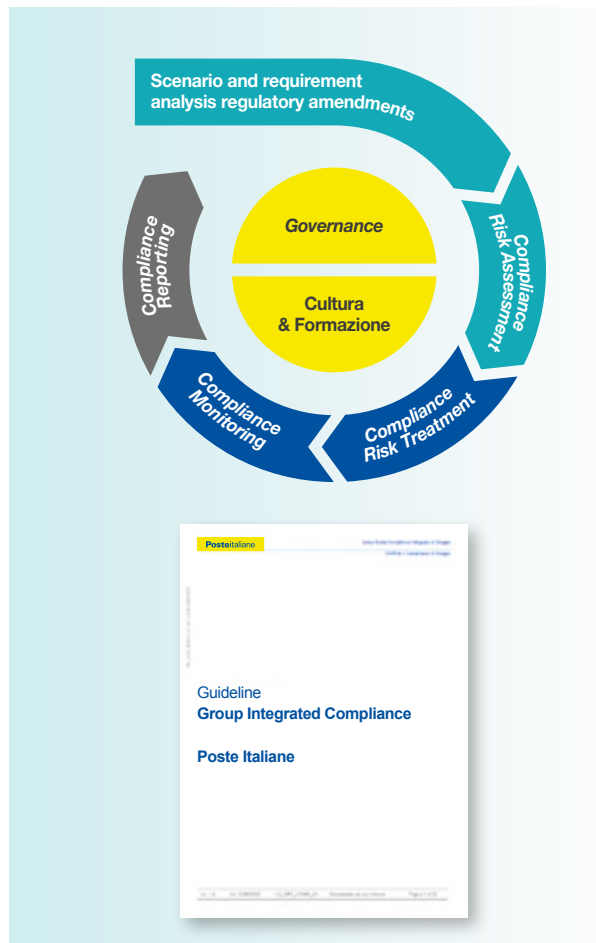 Scenario and requirement
analysis regulatory amendments
Compliance
Risk Assessment
Compliance
Risk Treatment
Compliance
Monitoring
Compliance
Reporting
Governance
Cultura
& Formazione
Posteitaliane
Guideline
Group Integrated Compliance
Poste Italiane